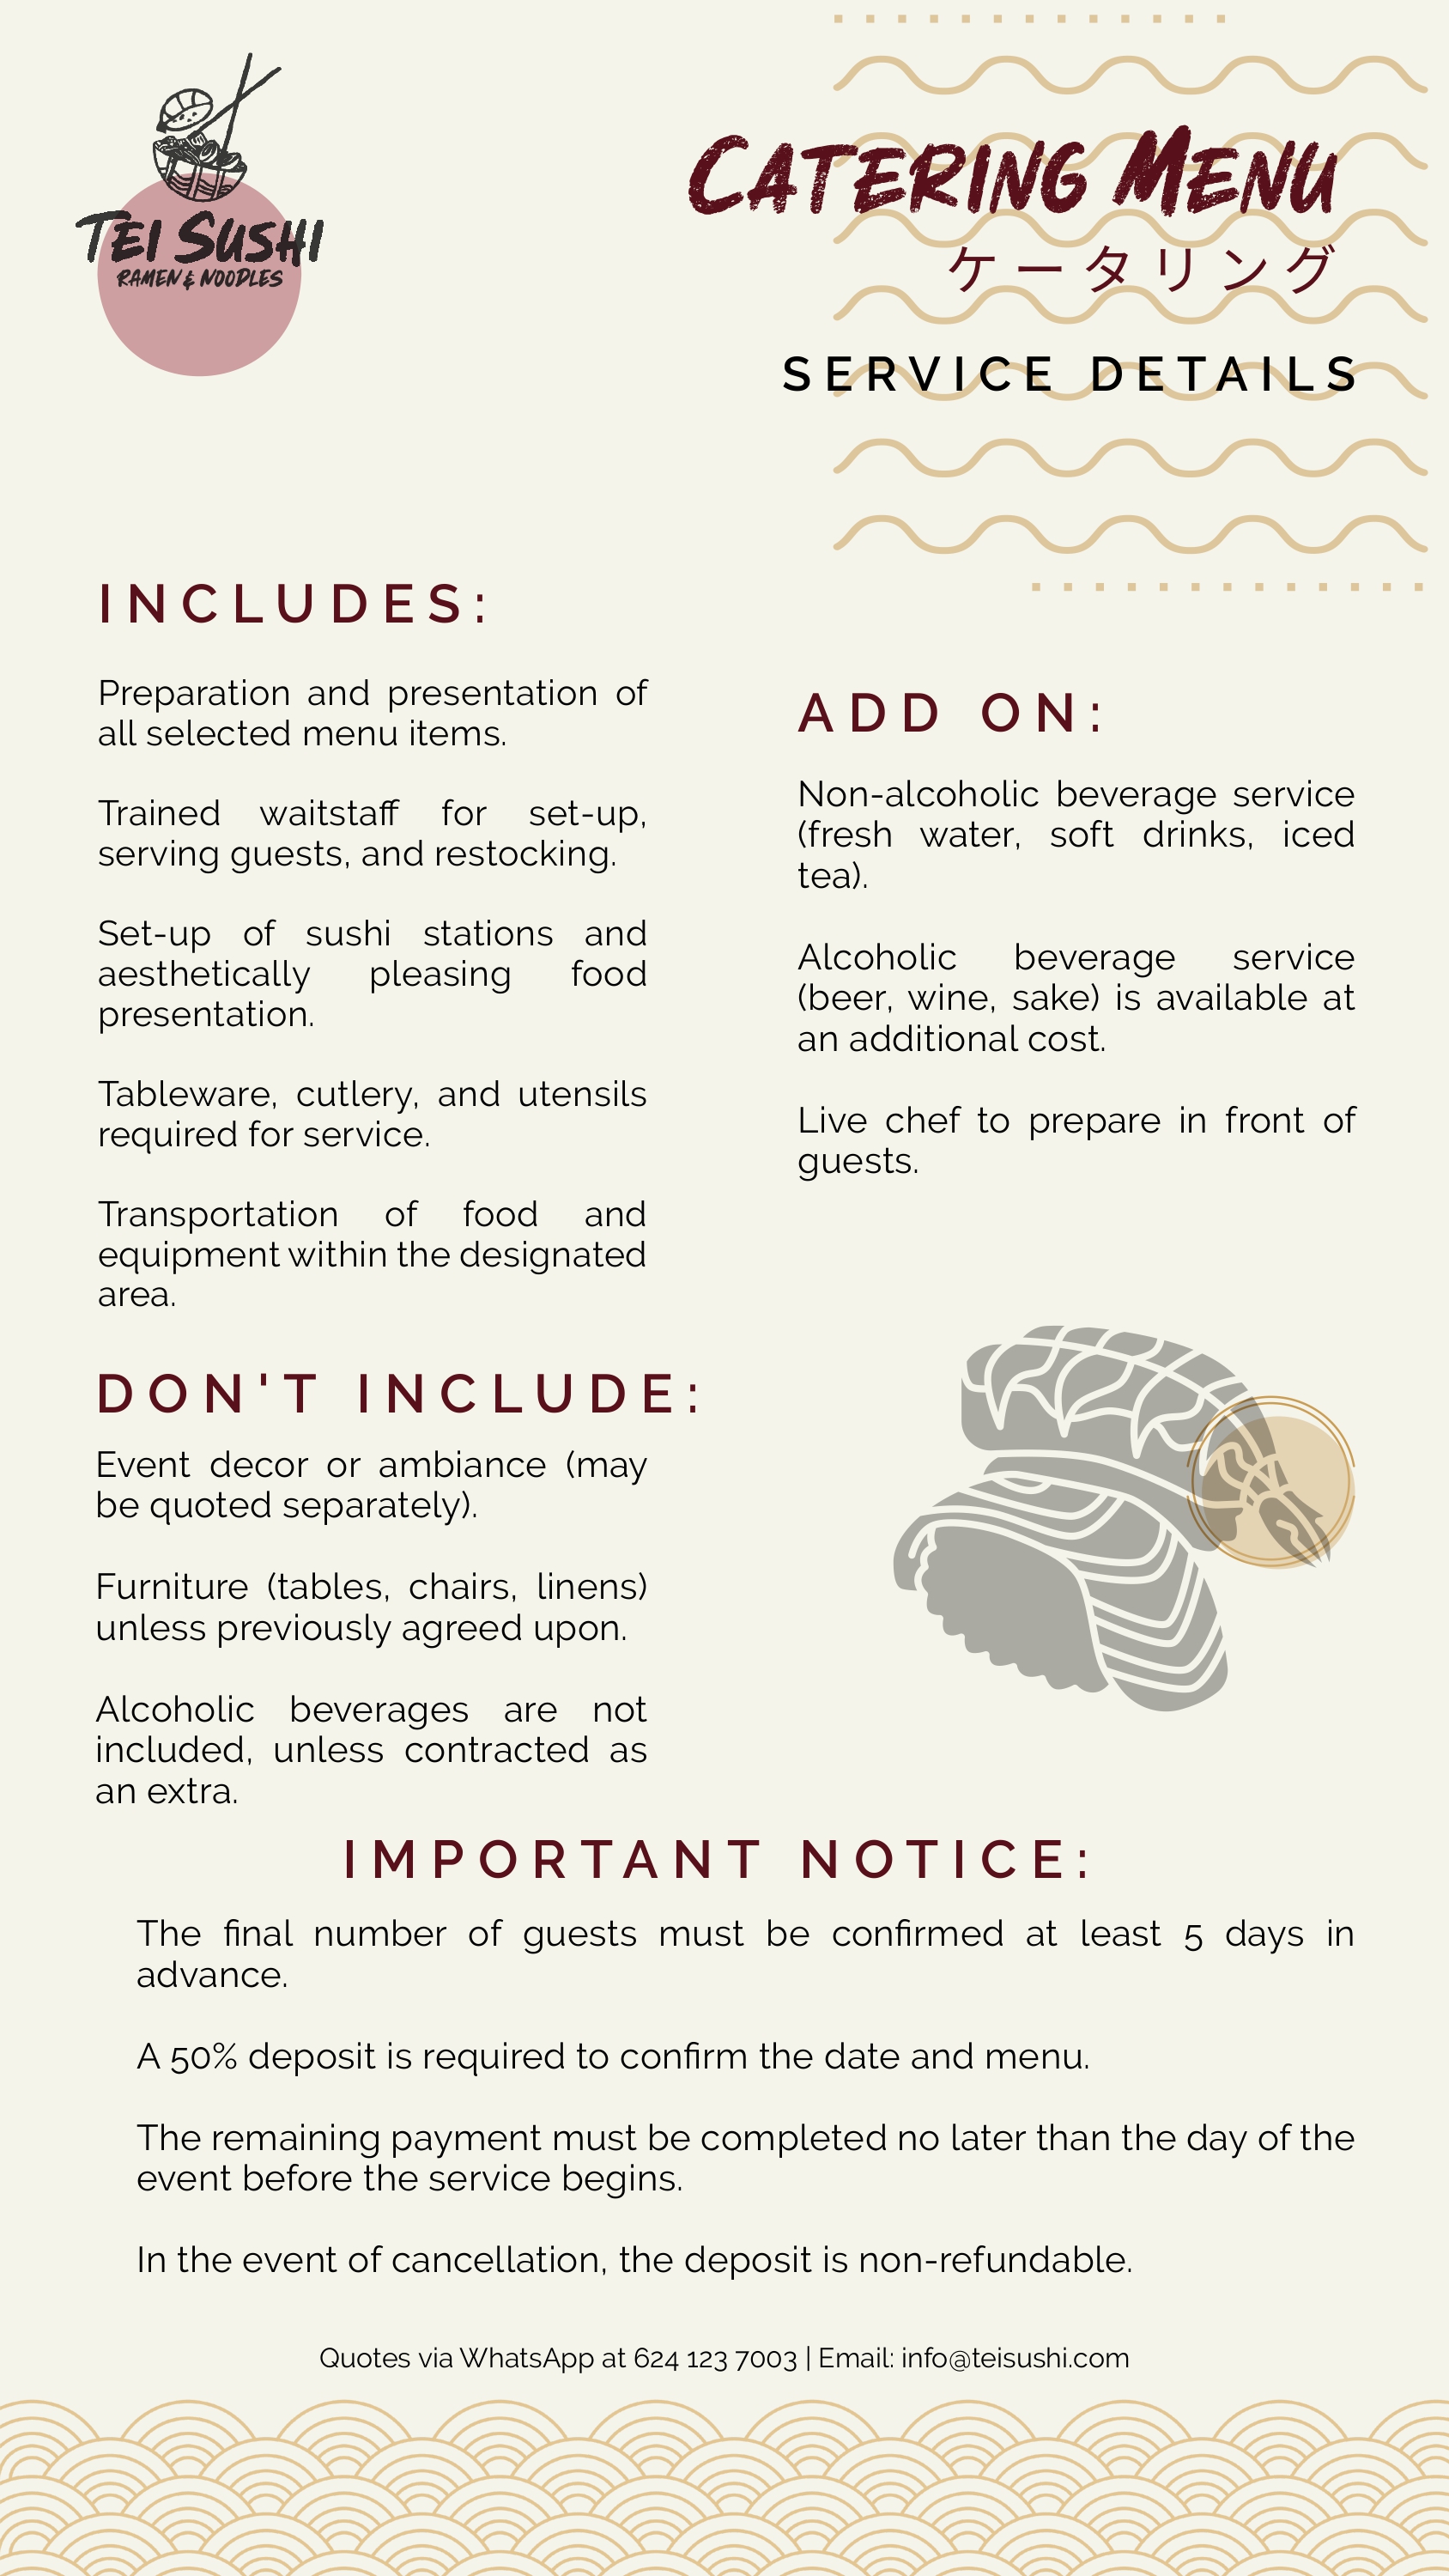 TEI SUSHI
RAMEN & NOODLES
CATERING MENU
ケータリング
SERVICE DETAILS
INCLUDES:
Preparation and presentation of
all selected menu items.
Trained waitstaff for set-up,
serving guests, and restocking.
Set-up of sushi stations and
aesthetically pleasing food
presentation.
Tableware, cutlery, and utensils
required for service.
Transportation of food and
equipment within the designated
area.
ADD ON:
Non-alcoholic beverage service
(fresh water, soft drinks, iced
tea).
Alcoholic beverage service
(beer, wine, sake) is available at
an additional cost.
Live chef to prepare in front of
guests.
DON'T INCLUDE:
Event decor or ambiance (may
be quoted separately).
Furniture (tables, chairs, linens)
unless previously agreed upon.
Alcoholic beverages are not
included, unless contracted as
an extra.
IMPORTANT NOTICE:
The final number of guests must be confirmed at least 5 days in
advance.
A 50% deposit is required to confirm the date and menu.
The remaining payment must be completed no later than the day of the
event before the service begins.
In the event of cancellation, the deposit is non-refundable.
Quotes via WhatsApp at 624 123 7003 | Email: info@teisushi.com